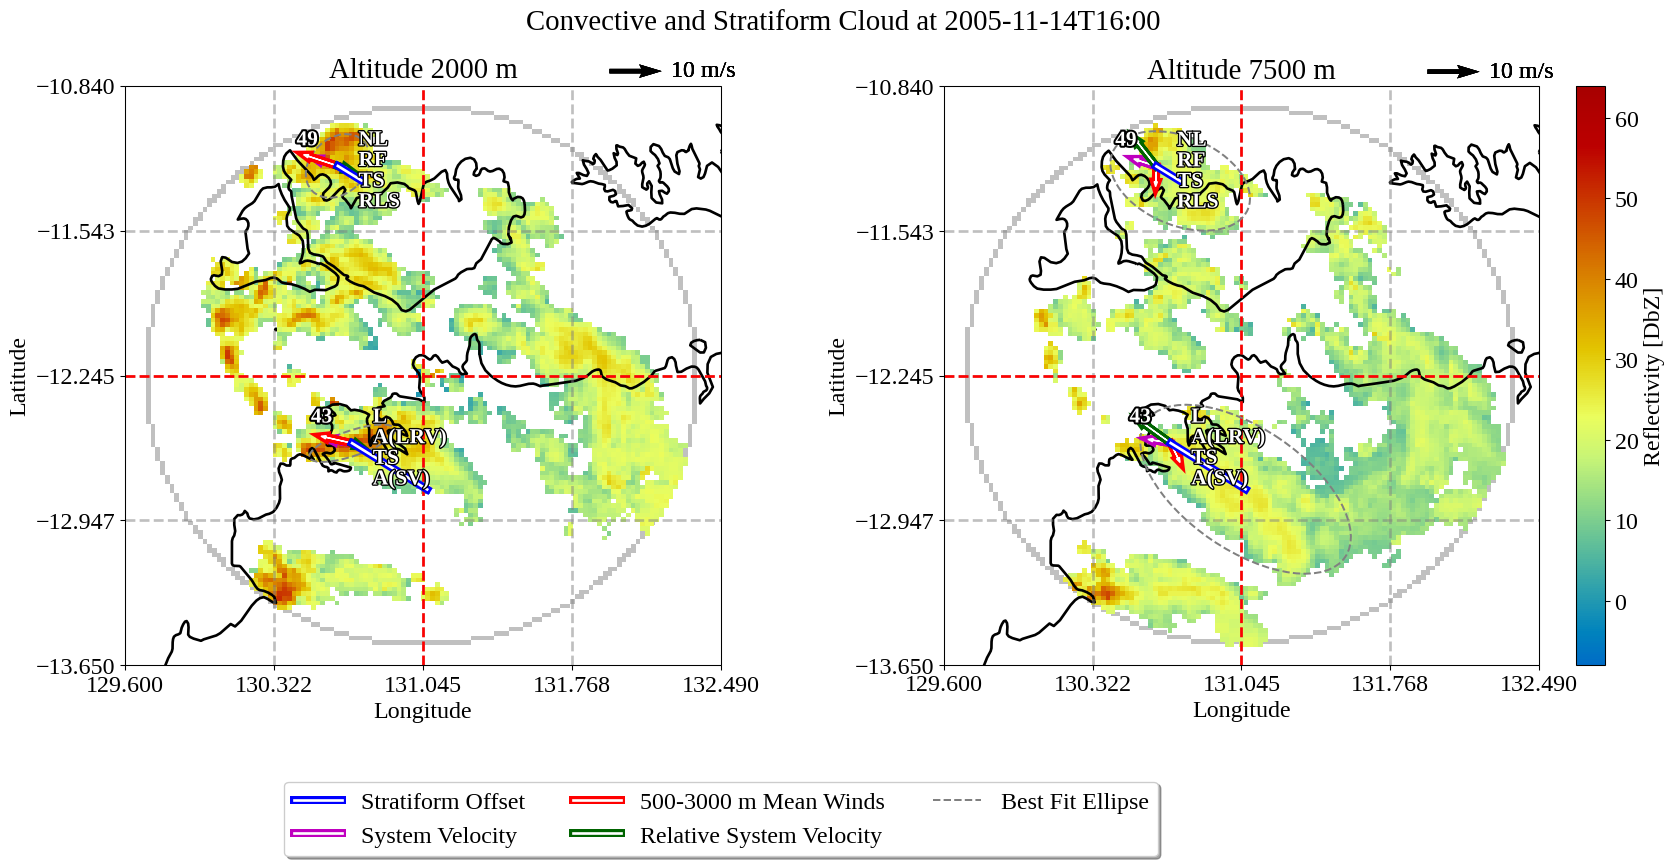 Convective and Stratiform Cloud at 2005-11-14T16:00
Altitude 2000 m
10 m/s
−10.840
−11.543
−12.245
−12.947
−13.650
129.600
130.322
131.045
131.768
132.490
Latitude
Longitude
49
NL
RF
TS
RLS
43
L
A(LRV)
TS
A(SV)
Altitude 7500 m
10 m/s
−10.840
−11.543
−12.245
−12.947
−13.650
129.600
130.322
131.045
131.768
132.490
Latitude
Longitude
49
NL
RF
TS
RLS
43
L
A(LRV)
TS
A(SV)
60
50
40
30
20
10
0
Reflectivity [DbZ]
Stratiform Offset
System Velocity
500-3000 m Mean Winds
Relative System Velocity
Best Fit Ellipse